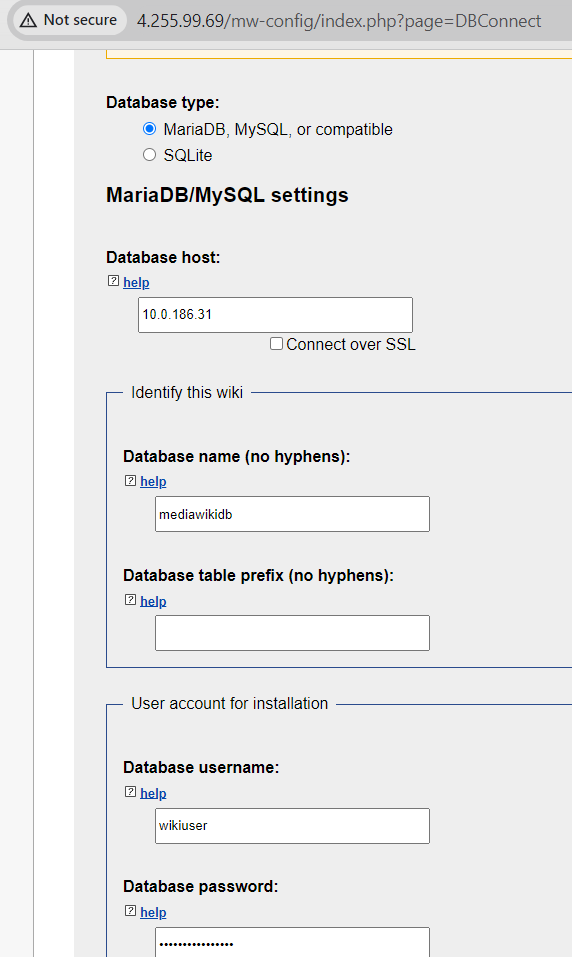 Not secure 4.255.99.69/mw-config/index.php?page=DBConnect
Database type:
MariaDB, MySQL, or compatible
SQLite
MariaDB/MySQL settings
Database host:
? help
10.0.186.31
Connect over SSL
Identify this wiki
Database name (no hyphens):
? help
mediawikidb
Database table prefix (no hyphens):
? help
User account for installation
Database username:
? help
wikiuser
Database password:
? help
••••••••••••••••